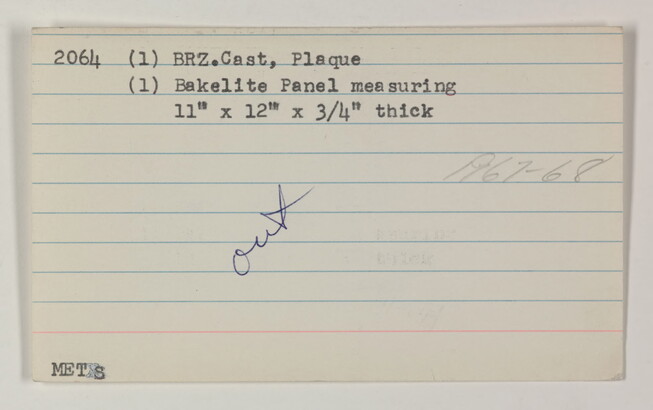 2064 (1) BRZ.Cast, Plaque
(1) Bakelite Panel measuring
11" x 12" x 3/4" thick
1967-68
out
METS